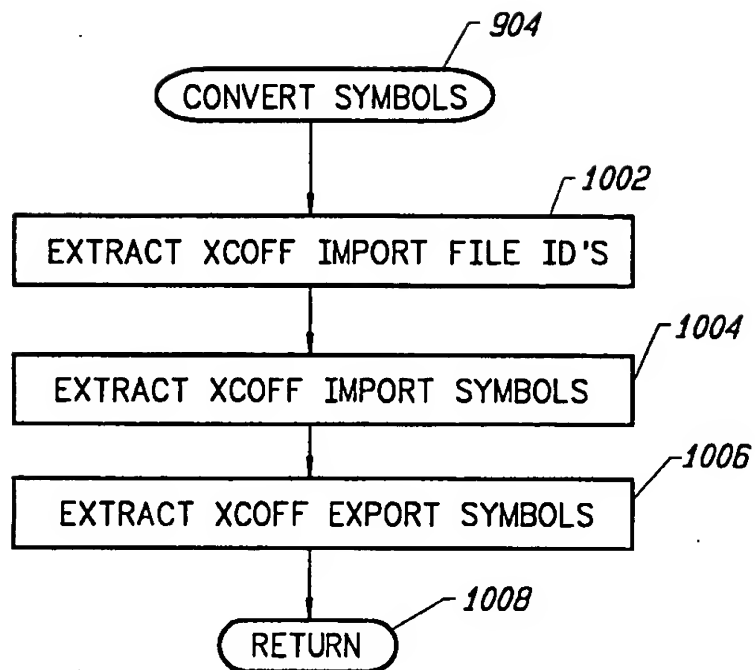 904
CONVERT SYMBOLS
1002
EXTRACT XCOFF IMPORT FILE ID'S
1004
EXTRACT XCOFF IMPORT SYMBOLS
1006
EXTRACT XCOFF EXPORT SYMBOLS
1008
RETURN